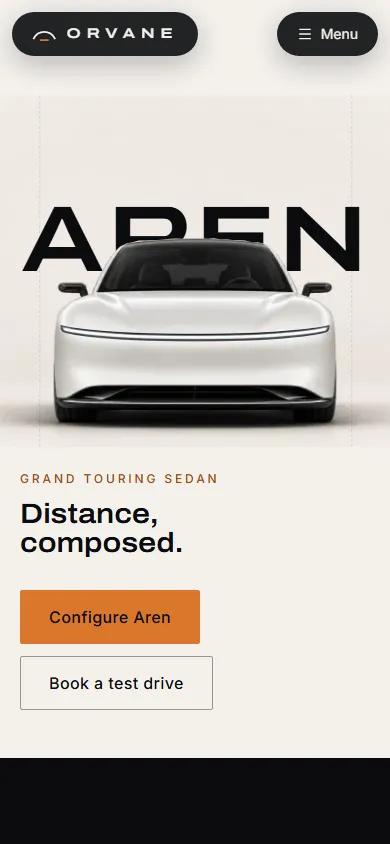 ORVANE
Menu
AREN
GRAND TOURING SEDAN
Distance,
composed.
Configure Aren
Book a test drive